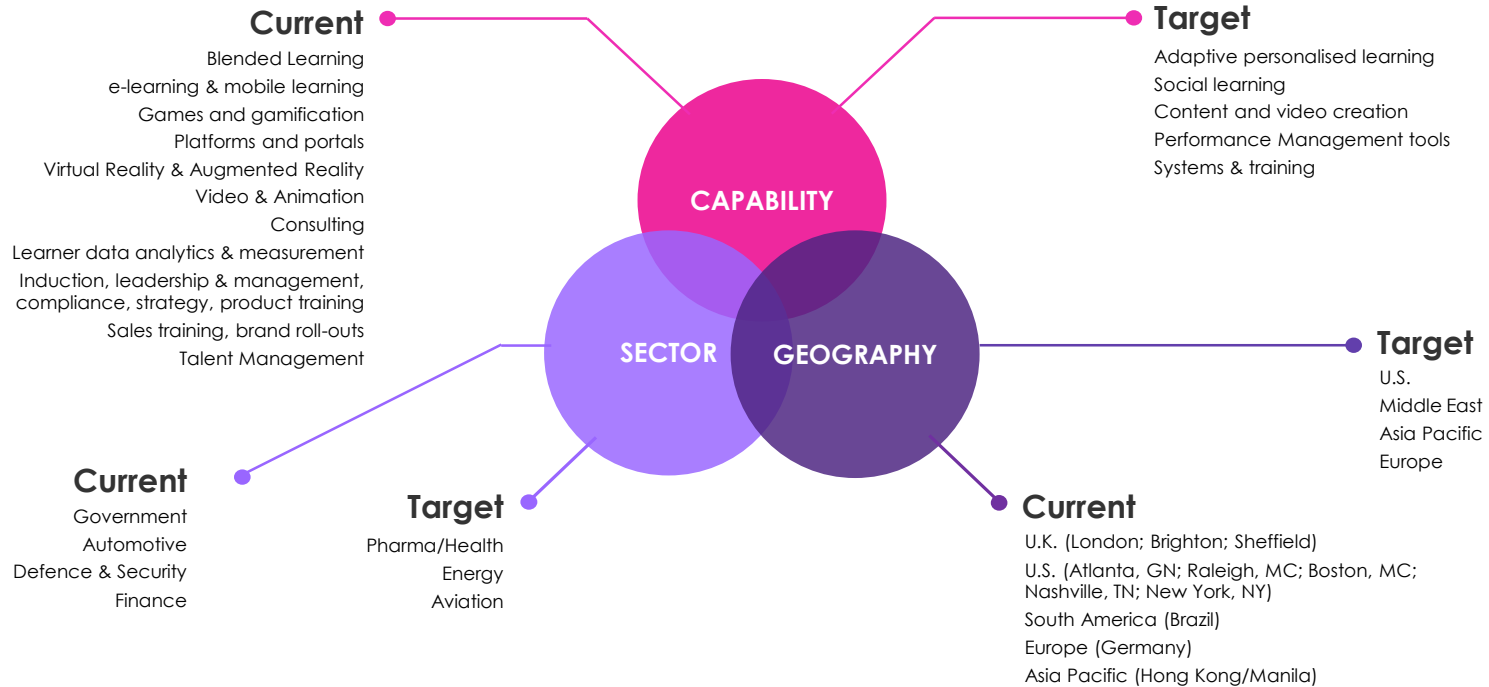 Current
Blended Learning
e-learning & mobile learning
Games and gamification
Platforms and portals
Virtual Reality & Augmented Reality
Video & Animation
Consulting
Learner data analytics & measurement
Induction, leadership & management,
compliance, strategy, product training
Sales training, brand roll-outs
Talent Management
Target
Adaptive personalised learning
Social learning
Content and video creation
Performance Management tools
Systems & training
CAPABILITY
SECTOR
GEOGRAPHY
Target
U.S.
Middle East
Asia Pacific
Europe
Current
Government
Automotive
Defence & Security
Finance
Target
Pharma/Health
Energy
Aviation
Current
U.K. (London; Brighton; Sheffield)
U.S. (Atlanta, GN; Raleigh, MC; Boston, MC;
Nashville, TN; New York, NY)
South America (Brazil)
Europe (Germany)
Asia Pacific (Hong Kong/Manila)